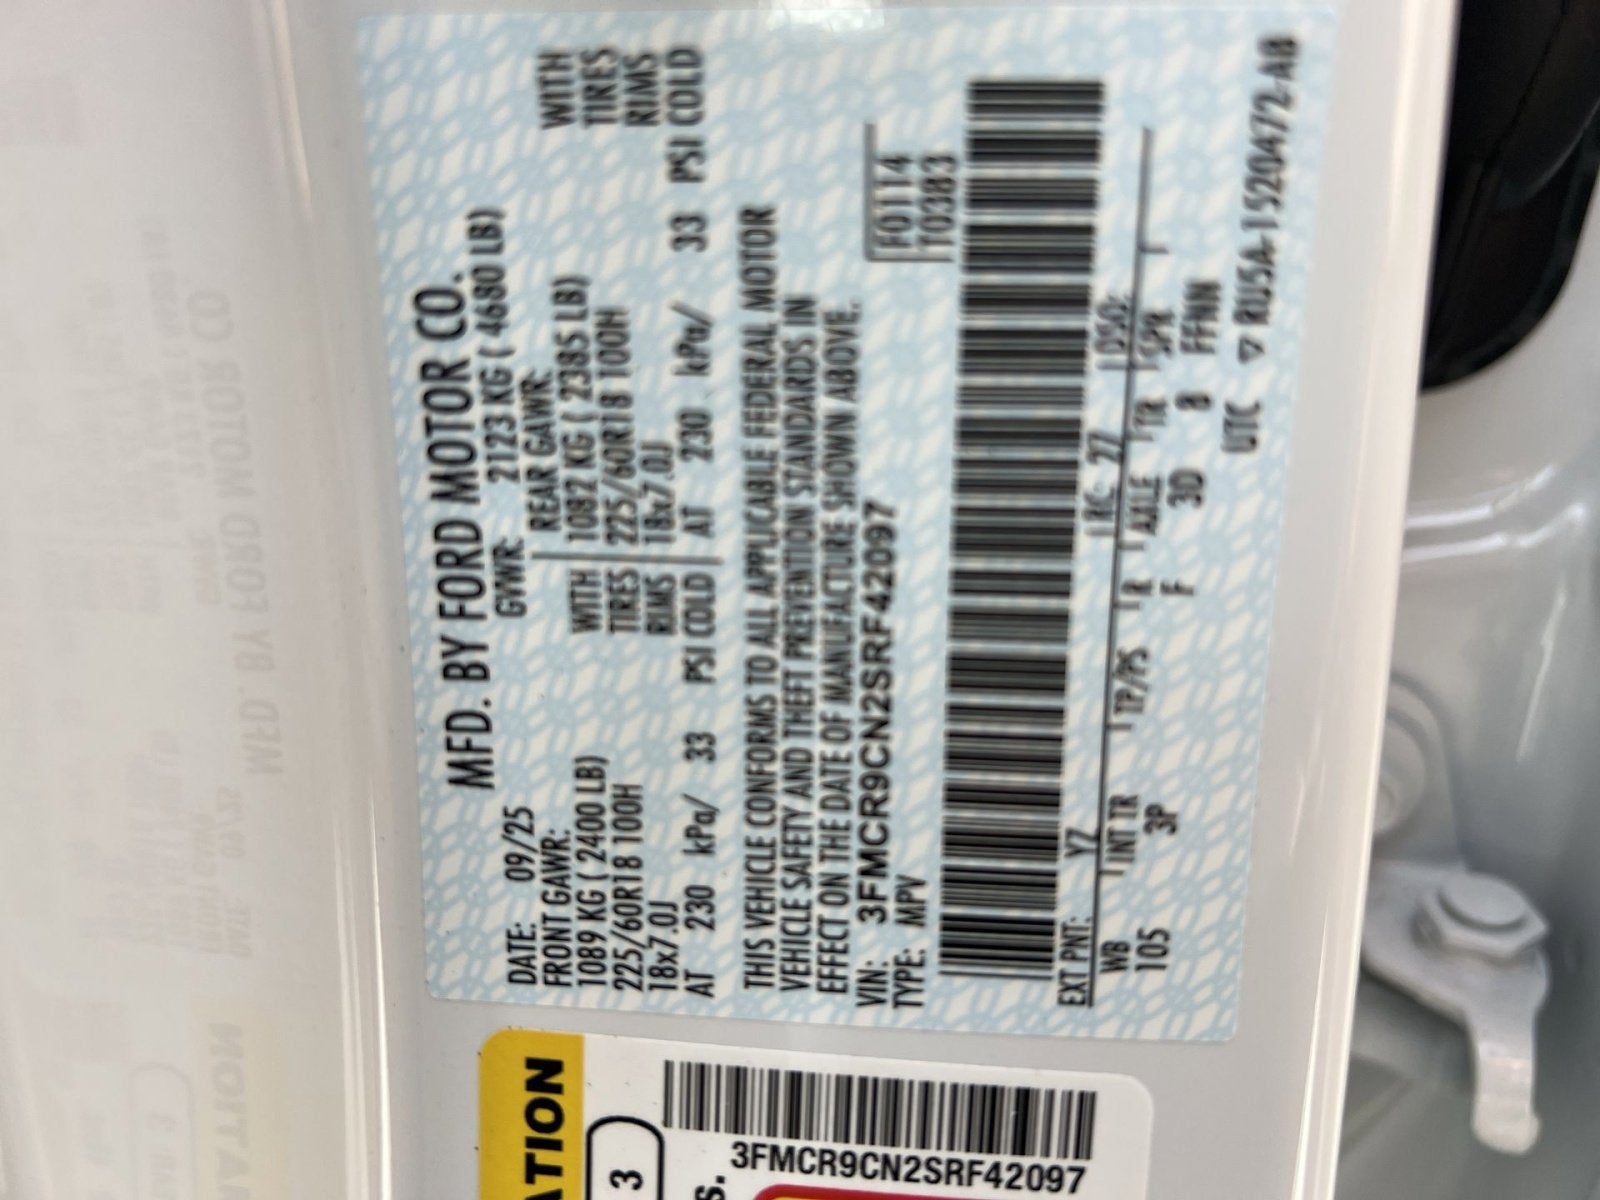 MFD. BY FORD MOTOR CO.
DATE: 09/25 GVWR: 2123 KG ( 4680 LB)
FRONT GAWR: REAR GAWR:
1089 KG ( 2400 LB) WITH 1082 KG ( 2385 LB) WITH
225/60R18 100H TIRES 225/60R18 100H TIRES
18x7.0J RIMS 18x7.0J RIMS
AT 230 kPa/ 33 PSI COLD AT 230 kPa/ 33 PSI COLD
THIS VEHICLE CONFORMS TO ALL APPLICABLE FEDERAL MOTOR
VEHICLE SAFETY AND THEFT PREVENTION STANDARDS IN
EFFECT ON THE DATE OF MANUFACTURE SHOWN ABOVE.
VIN: 3FMCR9CN2SRF42097 F0114
TYPE: MPV T0383
EXT PNT: YZ RC: 27 DSO:
WB INT TR TP/PS R AXLE TR SPR
105 3P F 3D 8 FFNN
UTC ▽ RU5A-1520472-AB
ATION
3
3FMCR9CN2SRF42097
s.